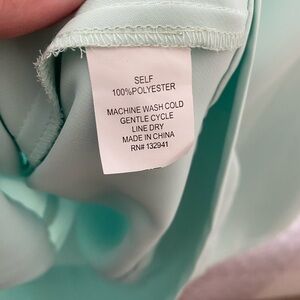 SELF
100%POLYESTER
MACHINE WASH COLD
GENTLE CYCLE
LINE DRY
MADE IN CHINA
RN# 132941